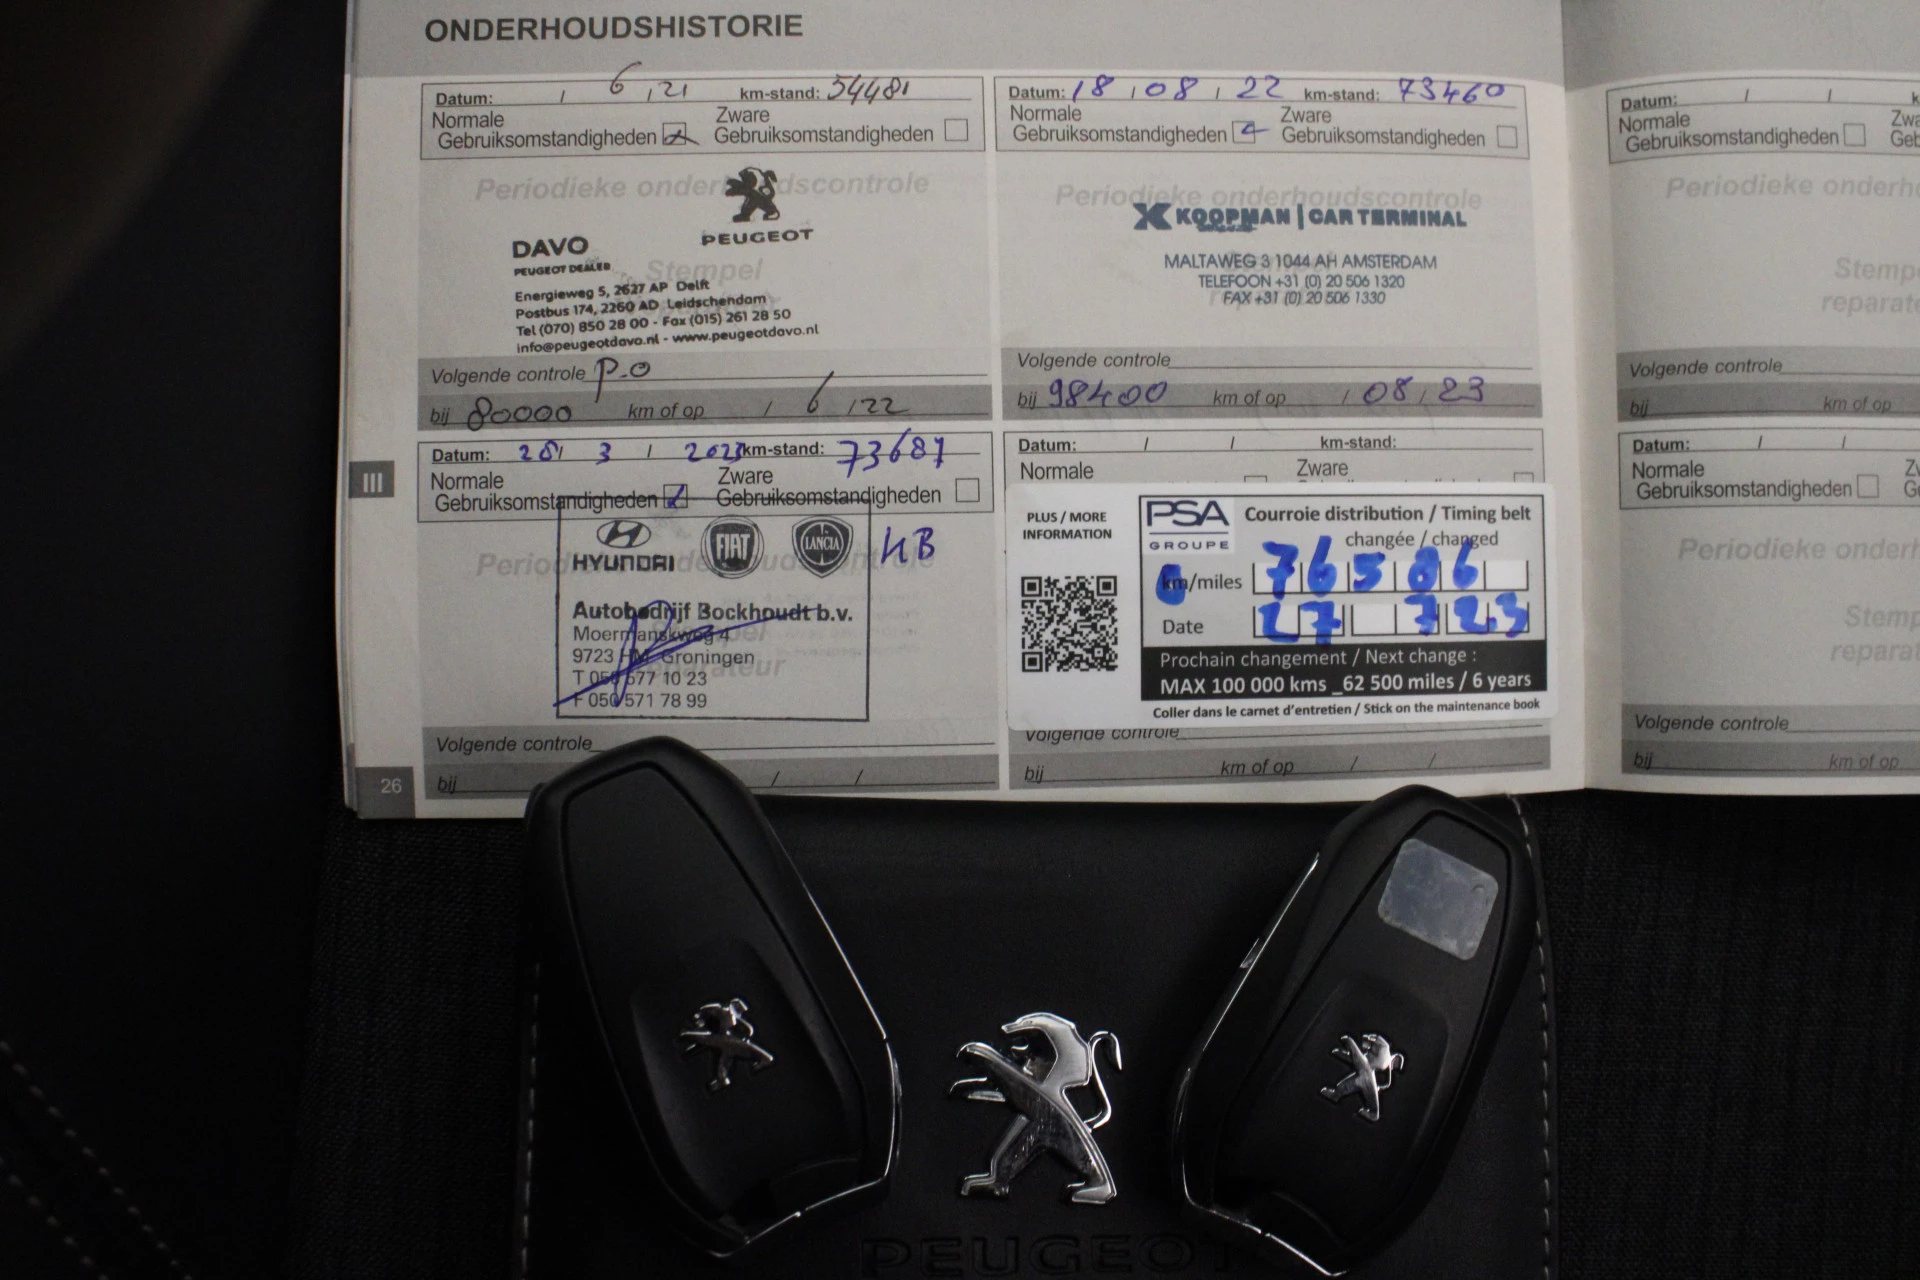 ONDERHOUDSHISTORIE
Datum: / 6 / 21 km-stand: 54481
Normale Gebruiksomstandigheden Zware Gebruiksomstandigheden
Periodieke onderhoudscontrole
PEUGEOT
DAVO
PEUGEOT DEALER
Stempel
Energieweg 5, 2627 AP Delft
Postbus 174, 2260 AD Leidschendam
Tel (070) 850 28 00 - Fax (015) 261 28 50
info@peugeotdavo.nl - www.peugeotdavo.nl
Volgende controle P.O
bij 80000 km of op / 6 / 22
Datum: 18 / 08 / 22 km-stand: 73460
Normale Gebruiksomstandigheden Zware Gebruiksomstandigheden
Periodieke onderhoudscontrole
KOOPMAN | CAR TERMINAL
MALTAWEG 3 1044 AH AMSTERDAM
TELEFOON +31 (0) 20 506 1320
FAX +31 (0) 20 506 1330
Volgende controle
bij 98400 km of op / 08 / 23
Datum: 28 / 3 / 2023 km-stand: 73687
Normale Gebruiksomstandigheden Zware Gebruiksomstandigheden
HYUNDAI FIAT LANCIA HB
Autobedrijf Bockhoudt b.v.
Moermanskweg 4
9723 HM Groningen
T 050 577 10 23
F 050 571 78 99
Volgende controle
bij / /
Datum: / / km-stand:
Normale Zware
PLUS / MORE
INFORMATION
PSA
GROUPE
Courroie distribution / Timing belt
changée / changed
km/miles 76586
Date 27 7 23
Prochain changement / Next change :
MAX 100 000 kms _62 500 miles / 6 years
Coller dans le carnet d'entretien / Stick on the maintenance book
Volgende controle
bij km of op / /
III
26
Datum: / /
Normale
Gebruiksomstandigheden
Periodieke
Volgende controle
bij km of op
Datum: / /
Normale
Gebruiksomstandigheden
Periodieke
Volgende controle
bij km of op
PEUGEOT